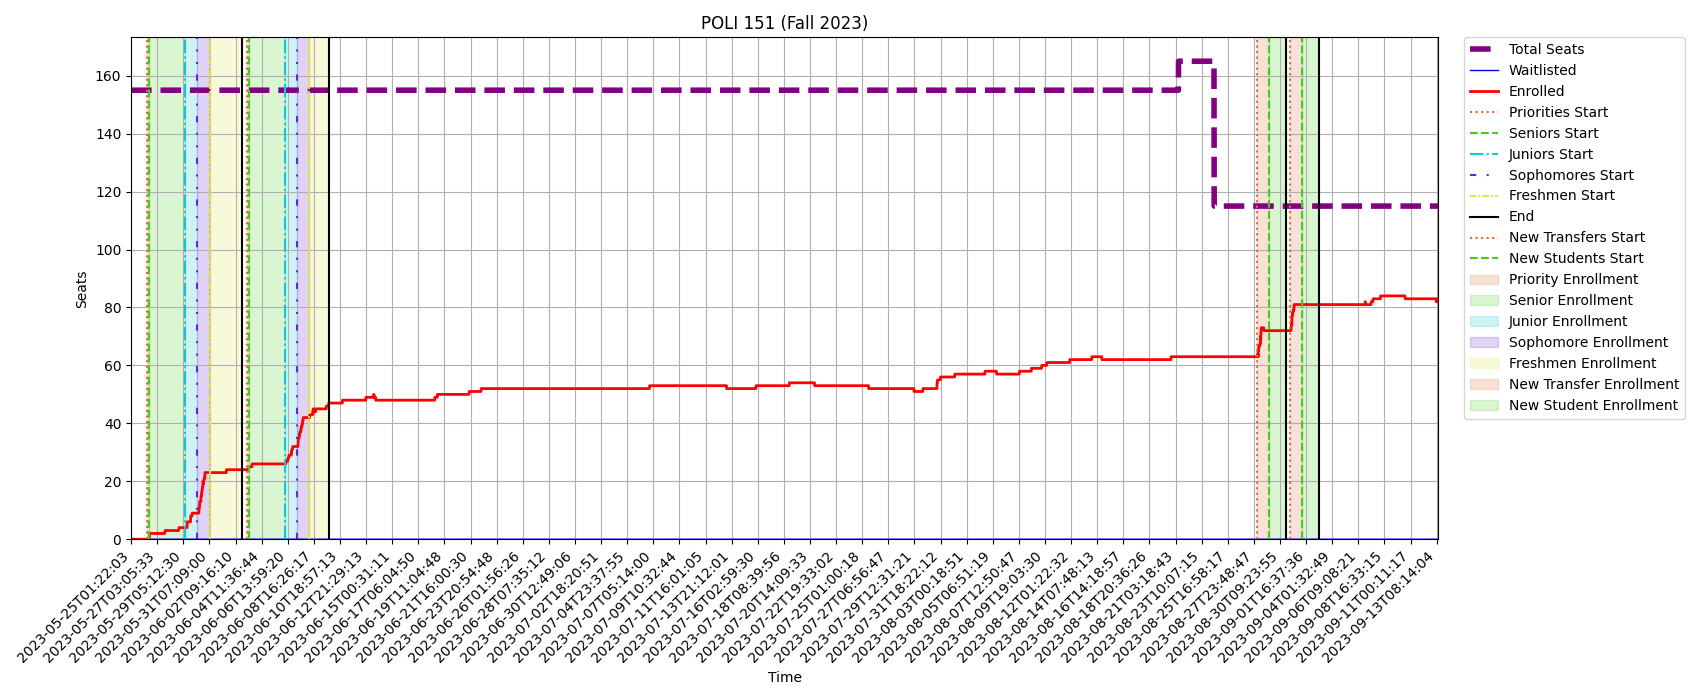 POLI 151 (Fall 2023)
Seats
160
140
120
100
80
60
40
20
0
2023-05-25T01:22:03
2023-05-27T03:05:33
2023-05-29T05:12:30
2023-05-31T07:09:00
2023-06-02T09:16:10
2023-06-04T11:36:44
2023-06-06T13:59:20
2023-06-08T16:26:17
2023-06-10T18:57:13
2023-06-12T21:29:13
2023-06-15T00:31:11
2023-06-17T06:04:50
2023-06-19T11:04:48
2023-06-21T16:00:30
2023-06-23T20:54:48
2023-06-26T01:56:26
2023-06-28T07:35:12
2023-06-30T12:49:06
2023-07-02T18:20:51
2023-07-04T23:37:55
2023-07-07T05:14:00
2023-07-09T10:32:44
2023-07-11T16:01:05
2023-07-13T21:12:01
2023-07-16T02:59:30
2023-07-18T08:39:56
2023-07-20T14:09:33
2023-07-22T19:33:02
2023-07-25T01:00:18
2023-07-27T06:56:47
2023-07-29T12:31:21
2023-07-31T18:22:12
2023-08-03T00:18:51
2023-08-05T06:51:19
2023-08-07T12:50:47
2023-08-09T19:03:30
2023-08-12T01:22:32
2023-08-14T07:48:13
2023-08-16T14:18:57
2023-08-18T20:36:26
2023-08-21T03:18:43
2023-08-23T10:07:15
2023-08-25T16:58:17
2023-08-27T23:48:47
2023-08-30T09:23:55
2023-09-01T16:37:36
2023-09-04T01:32:49
2023-09-06T09:08:21
2023-09-08T16:33:15
2023-09-11T00:11:17
2023-09-13T08:14:04
Time
Total Seats
Waitlisted
Enrolled
Priorities Start
Seniors Start
Juniors Start
Sophomores Start
Freshmen Start
End
New Transfers Start
New Students Start
Priority Enrollment
Senior Enrollment
Junior Enrollment
Sophomore Enrollment
Freshmen Enrollment
New Transfer Enrollment
New Student Enrollment